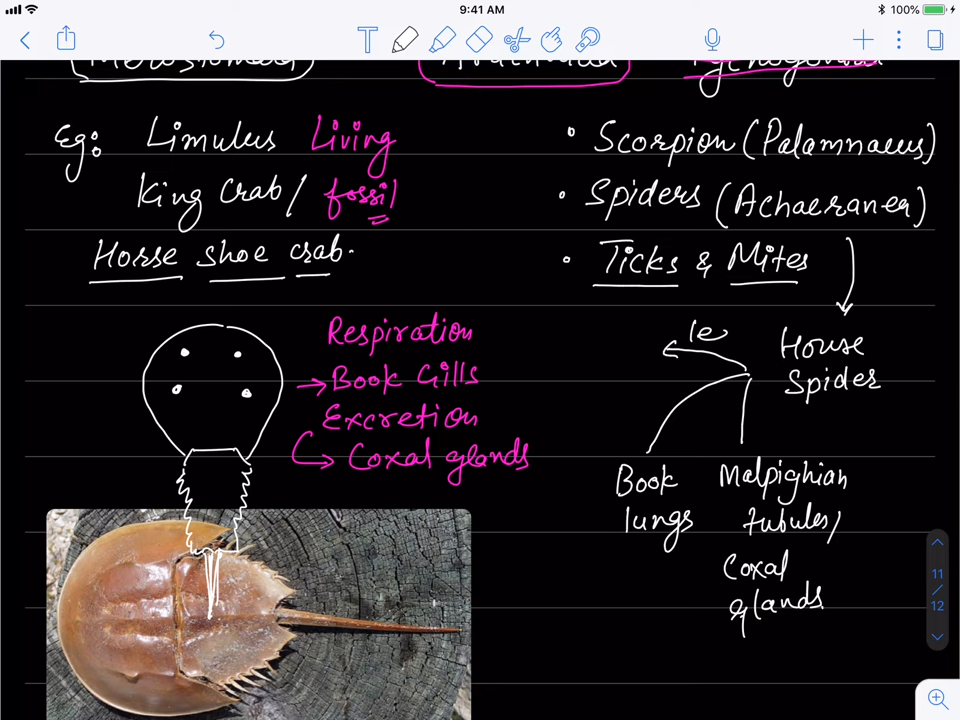 9:41 AM
100%
T
Eg: Limulus Living
King Crab/ fossil
Horse shoe crab.
• Scorpion (Palamnaeus)
• Spiders (Achaeranea)
• Ticks & Mites
Respiration
→ Book Gills
Excretion
→ Coxal glands
House
Spider
Book
lungs
Malpighian
tubules/
Coxal
glands
11
/
12